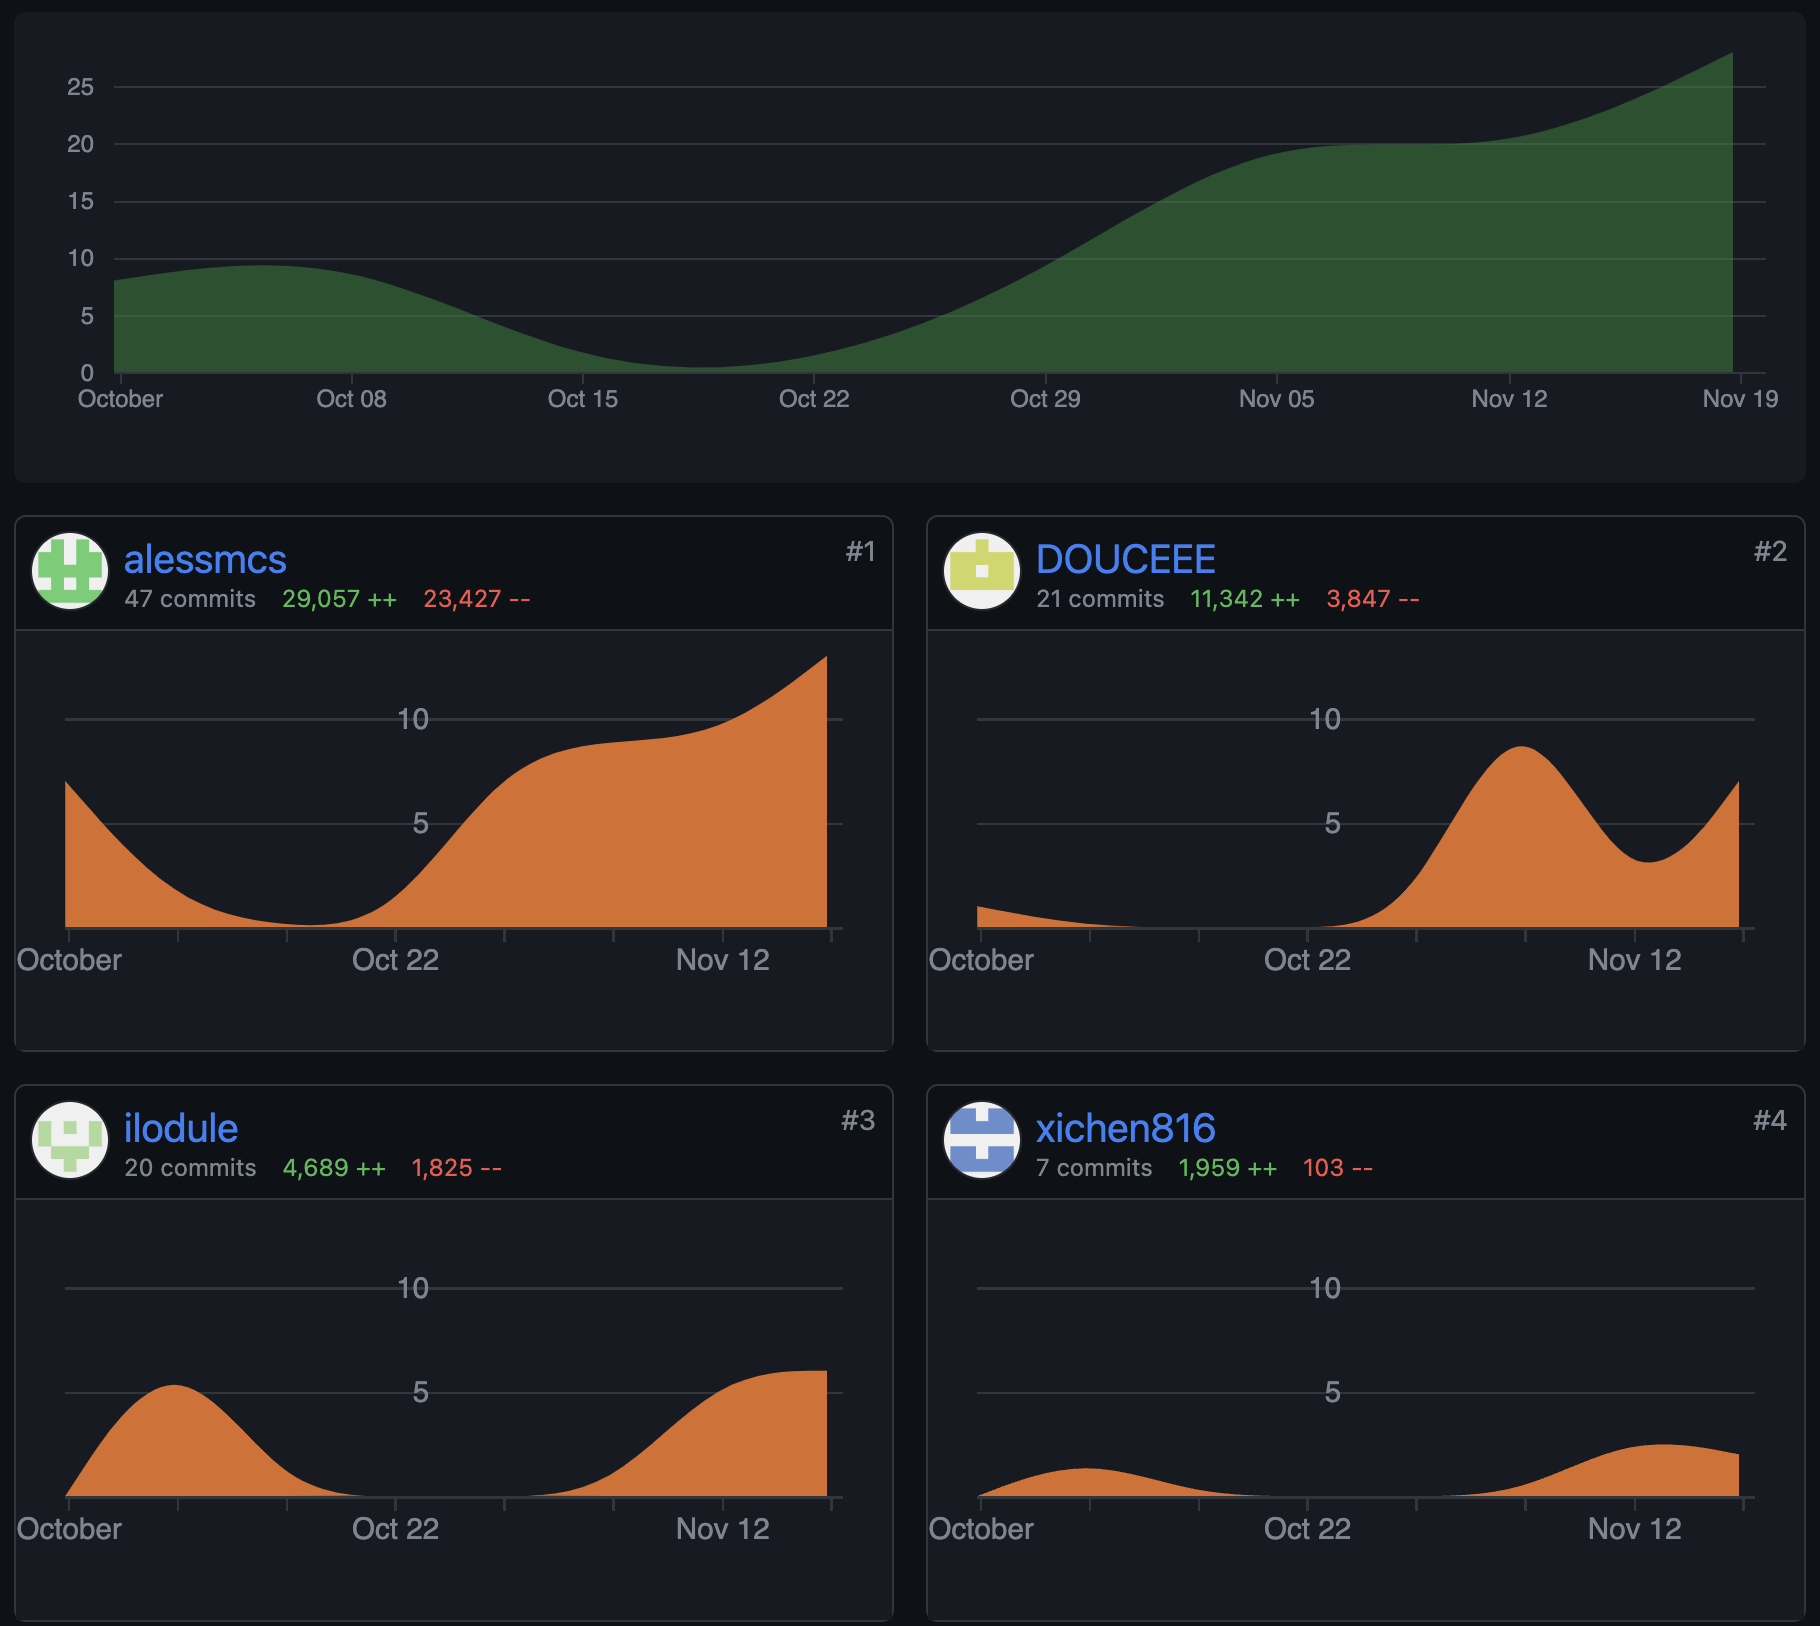 25
20
15
10
5
0
October Oct 08 Oct 15 Oct 22 Oct 29 Nov 05 Nov 12 Nov 19
alessmcs #1
47 commits 29,057 ++ 23,427 --
10
5
October Oct 22 Nov 12
DOUCEEE #2
21 commits 11,342 ++ 3,847 --
10
5
October Oct 22 Nov 12
ilodule #3
20 commits 4,689 ++ 1,825 --
10
5
October Oct 22 Nov 12
xichen816 #4
7 commits 1,959 ++ 103 --
10
5
October Oct 22 Nov 12